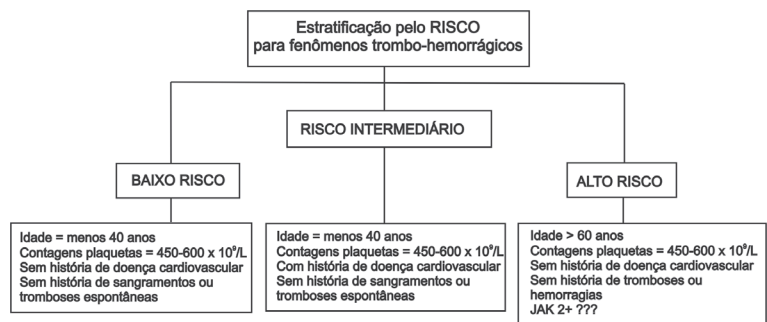 Estratificação pelo RISCO
para fenômenos trombo-hemorrágicos
RISCO INTERMEDIÁRIO
BAIXO RISCO
ALTO RISCO
Idade = menos 40 anos
Contagens plaquetas = 450-600 x 10⁹/L
Sem história de doença cardiovascular
Sem história de sangramentos ou
tromboses espontâneas
Idade = menos 40 anos
Contagens plaquetas = 450-600 x 10⁹/L
Com história de doença cardiovascular
Sem história de sangramentos ou
tromboses espontâneas
Idade > 60 anos
Contagens plaquetas = 450-600 x 10⁹/L
Sem história de doença cardiovascular
Sem história de tromboses ou
hemorragias
JAK 2+ ???